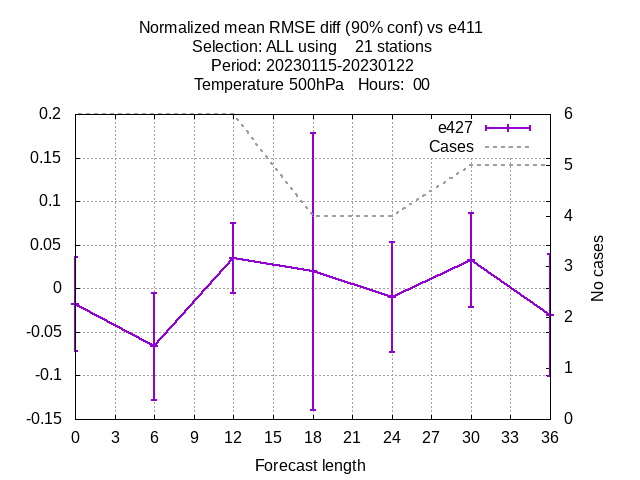 Normalized mean RMSE diff (90% conf) vs e411
Selection: ALL using    21 stations
Period: 20230115-20230122
Temperature 500hPa   Hours:  00
0.2
0.15
0.1
0.05
0
-0.05
-0.1
-0.15
6
5
4
3
2
1
0
e427
Cases
No cases
0 3 6 9 12 15 18 21 24 27 30 33 36
Forecast length